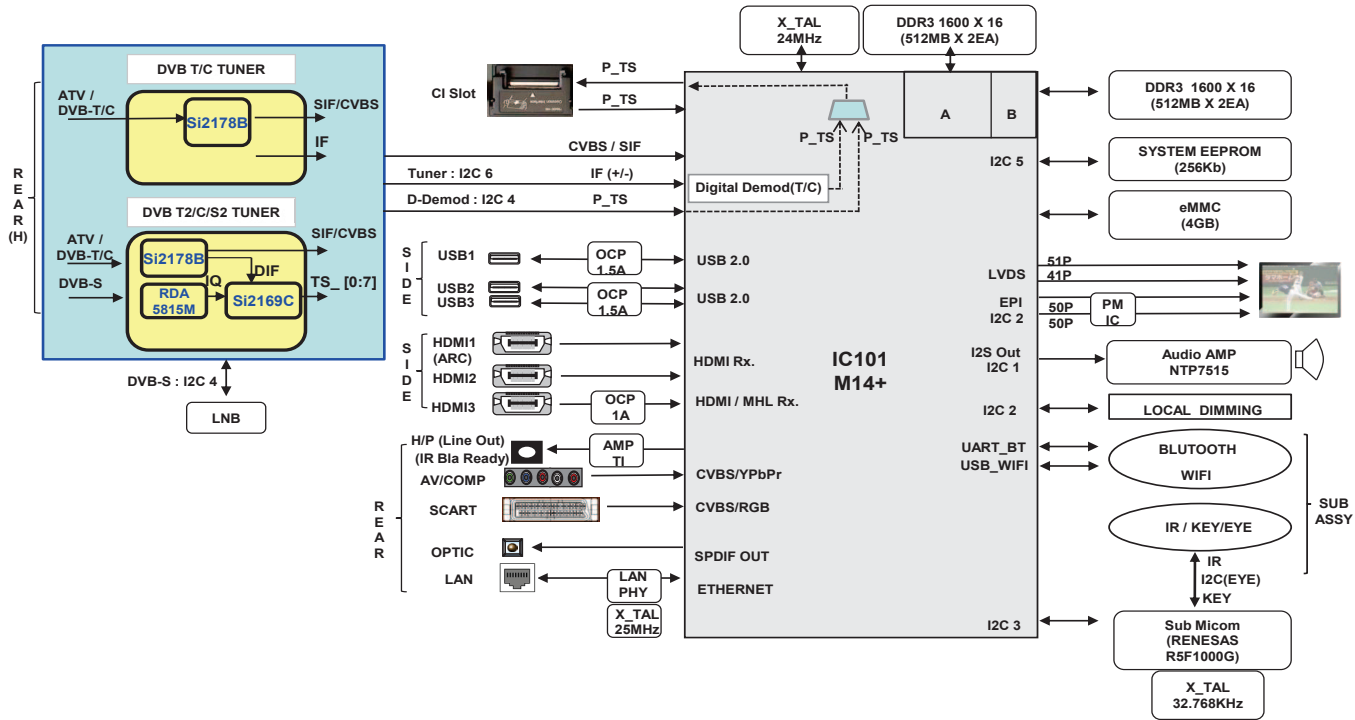 X_TAL
24MHz
DDR3 1600 X 16
(512MB X 2EA)
DVB T/C TUNER
ATV /
DVB-T/C
Si2178B
SIF/CVBS
IF
R
E
A
R
(H)
DVB T2/C/S2 TUNER
ATV /
DVB-T/C
DVB-S
Si2178B
SIF/CVBS
DIF
IQ
RDA
5815M
Si2169C
TS_ [0:7]
DVB-S : I2C 4
LNB
CI Slot
P_TS
P_TS
CVBS / SIF
Tuner : I2C 6
IF (+/-)
D-Demod : I2C 4
P_TS
P_TS
P_TS
Digital Demod(T/C)
A
B
S
I
D
E
USB1
OCP
1.5A
USB 2.0
USB2
USB3
OCP
1.5A
USB 2.0
S
I
D
E
HDMI1
(ARC)
HDMI2
HDMI3
OCP
1A
HDMI Rx.
HDMI / MHL Rx.
R
E
A
R
H/P (Line Out)
(IR Bla Ready)
AMP
TI
AV/COMP
CVBS/YPbPr
SCART
CVBS/RGB
OPTIC
SPDIF OUT
LAN
LAN
PHY
ETHERNET
X_TAL
25MHz
IC101
M14+
DDR3 1600 X 16
(512MB X 2EA)
I2C 5
SYSTEM EEPROM
(256Kb)
eMMC
(4GB)
LVDS
51P
41P
EPI
I2C 2
50P
50P
PM
IC
I2S Out
I2C 1
Audio AMP
NTP7515
I2C 2
LOCAL DIMMING
UART_BT
USB_WIFI
BLUTOOTH
WIFI
SUB
ASSY
IR / KEY/EYE
IR
I2C(EYE)
KEY
I2C 3
Sub Micom
(RENESAS
R5F1000G)
X_TAL
32.768KHz